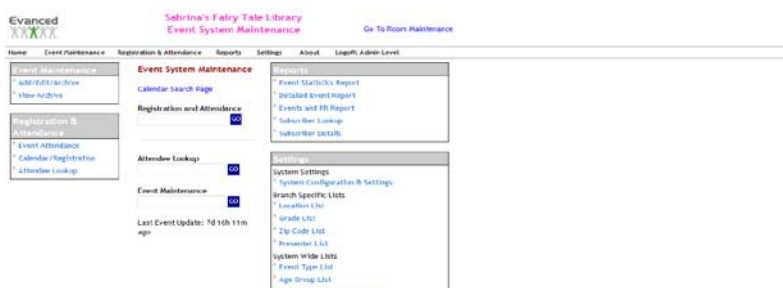 Evanced
Sabrina's Fairy Tale Library
Event System Maintenance
Go To Room Maintenance
Home Event Maintenance Registration & Attendance Reports Settings About Logoff: Admin Level
Event Maintenance
Add/Edit/Archive
View Archive
Registration &
Attendance
Event Attendance
Calendar/Registration
Attendee Lookup
Event System Maintenance
Calendar Search Page
Registration and Attendance
GO
Attendee Lookup
GO
Event Maintenance
GO
Last Event Update: 7d 16h 11m
ago
Reports
Event Statistics Report
Detailed Event Report
Events and RR Report
Subscriber Lookup
Subscriber Details
Settings
System Settings
System Configuration & Settings
Branch Specific Lists
Location List
Grade List
Zip Code List
Presenter List
System Wide Lists
Event Type List
Age Group List